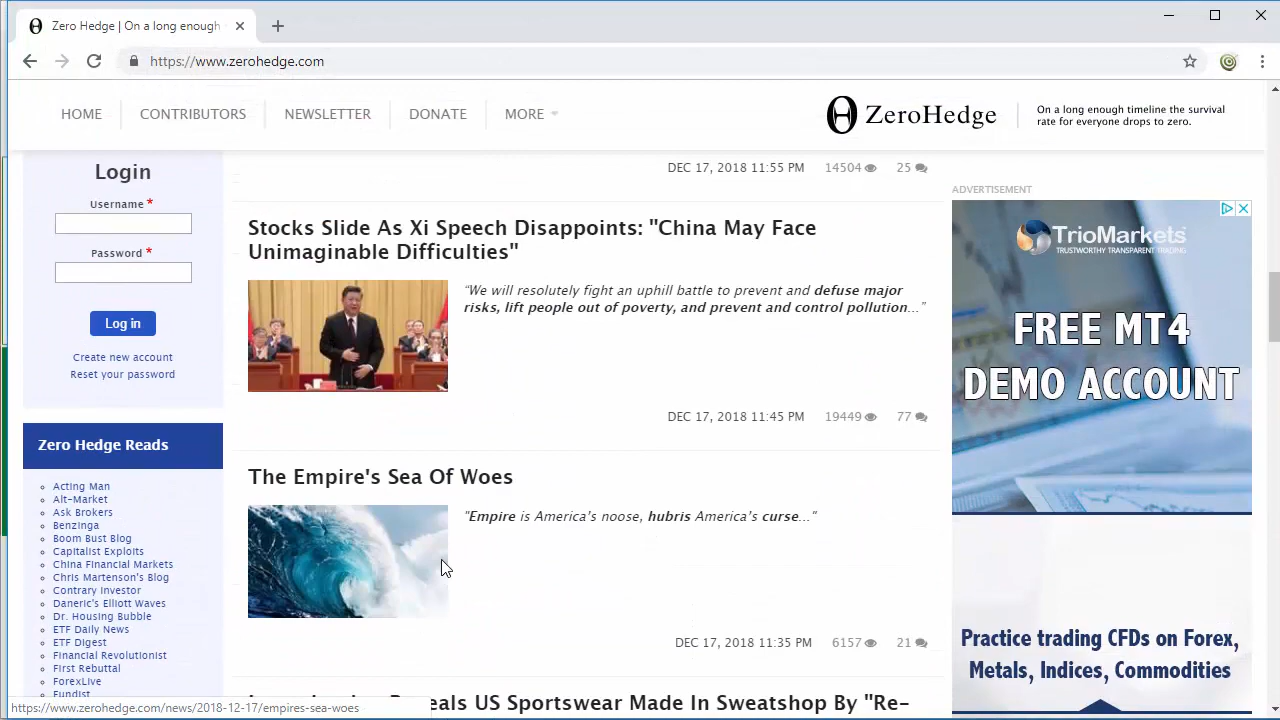 Zero Hedge | On a long enough
https://www.zerohedge.com
HOME
CONTRIBUTORS
NEWSLETTER
DONATE
MORE
ZeroHedge
On a long enough timeline the survival
rate for everyone drops to zero.
Login
Username *
Password *
Log in
Create new account
Reset your password
Zero Hedge Reads
Acting Man
Alt-Market
Ask Brokers
Benzinga
Boom Bust Blog
Capitalist Exploits
China Financial Markets
Chris Martenson's Blog
Contrary Investor
Daneric's Elliott Waves
Dr. Housing Bubble
ETF Daily News
ETF Digest
Financial Revolutionist
First Rebuttal
ForexLive
Fundist
https://www.zerohedge.com/news/2018-12-17/empires-sea-woes
DEC 17, 2018 11:55 PM 14504 25
Stocks Slide As Xi Speech Disappoints: "China May Face
Unimaginable Difficulties"
“We will resolutely fight an uphill battle to prevent and defuse major
risks, lift people out of poverty, and prevent and control pollution...”
DEC 17, 2018 11:45 PM 19449 77
The Empire's Sea Of Woes
"Empire is America’s noose, hubris America’s curse..."
DEC 17, 2018 11:35 PM 6157 21
eals US Sportswear Made In Sweatshop By "Re-
ADVERTISEMENT
TrioMarkets
TRUSTWORTHY TRANSPARENT TRADING
FREE MT4
DEMO ACCOUNT
Practice trading CFDs on Forex,
Metals, Indices, Commodities